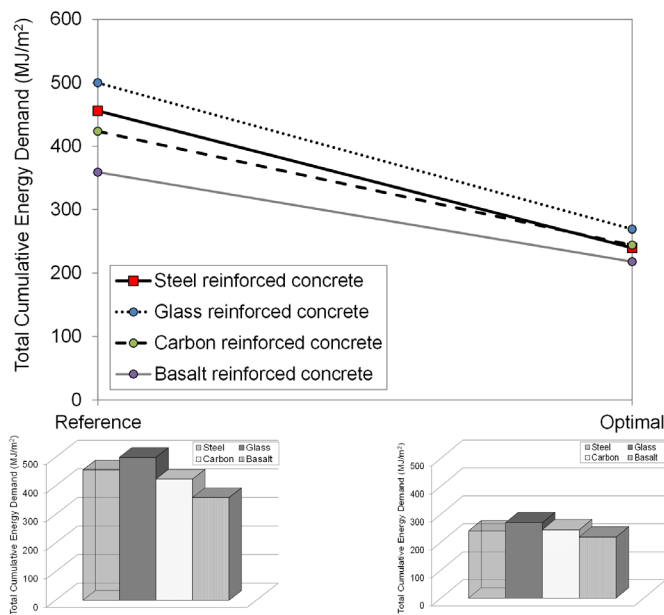 Total Cumulative Energy Demand (MJ/m²)
600
500
400
300
200
100
0
Steel reinforced concrete
Glass reinforced concrete
Carbon reinforced concrete
Basalt reinforced concrete
Reference
Optimal
Total Cumulative Energy Demand (MJ/m²)
500
400
300
200
100
0
Steel Glass
Carbon Basalt
Total Cumulative Energy Demand (MJ/m²)
500
400
300
200
100
0
Steel Glass
Carbon Basalt